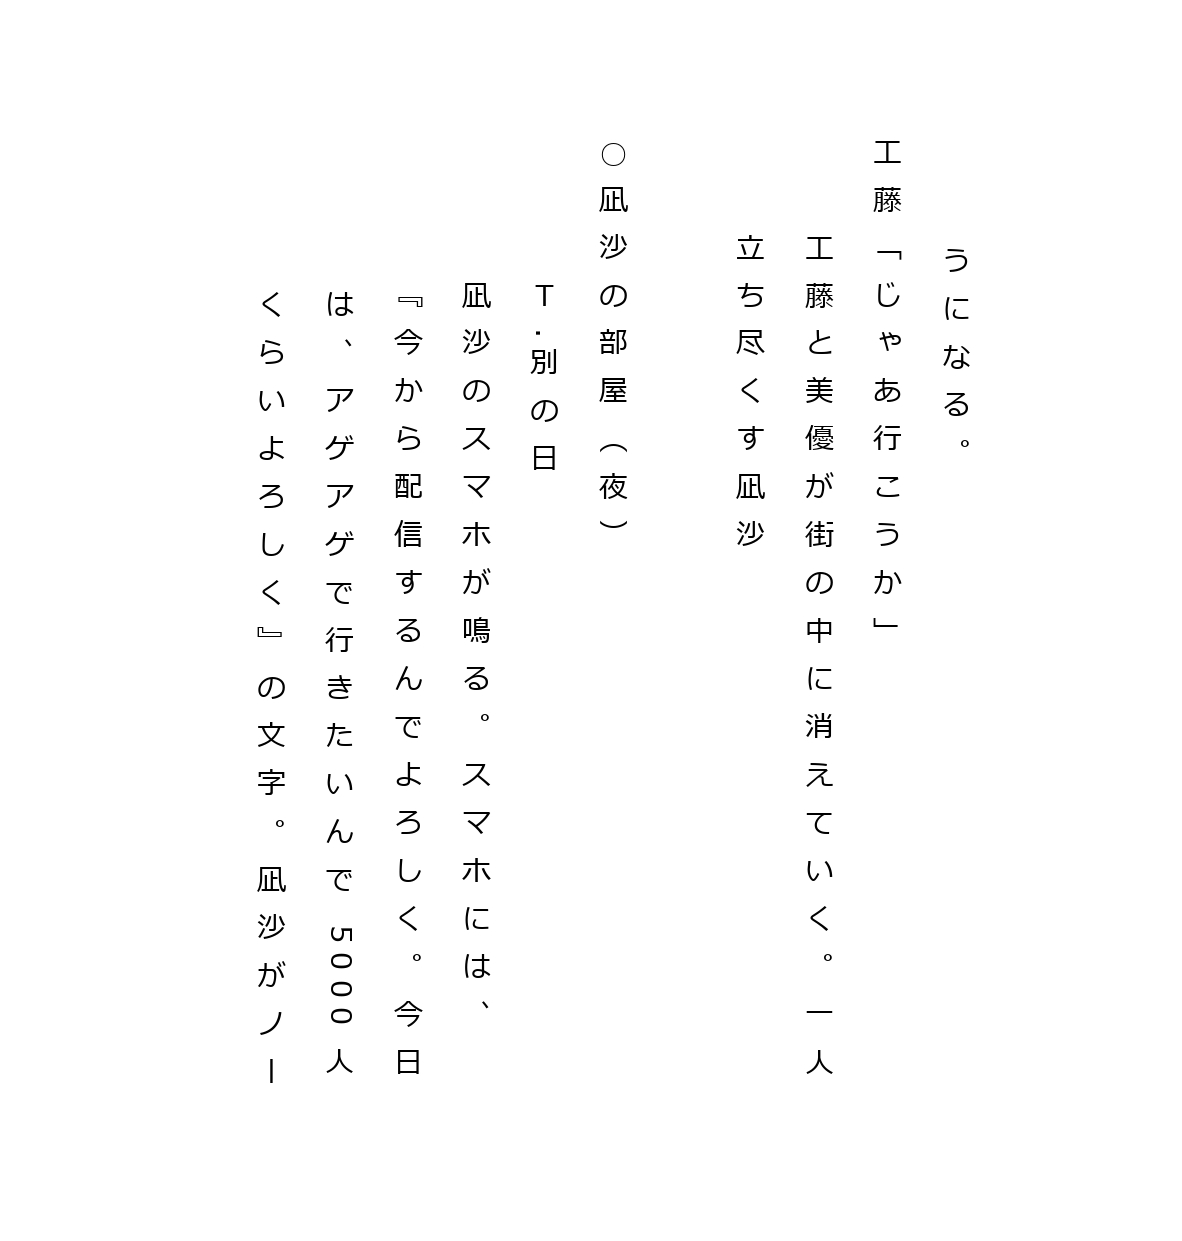 うになる。
工藤「じゃあ行こうか」
工藤と美優が街の中に消えていく。一人
立ち尽くす凪沙
〇凪沙の部屋（夜）
T．別の日
凪沙のスマホが鳴る。スマホには、
『今から配信するんでよろしく。今日
は、アゲアゲで行きたいんで5000人
くらいよろしく』の文字。凪沙がノー